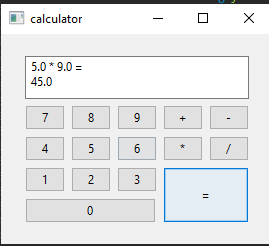 calculator
5.0 * 9.0 =
45.0
7 8 9 + -
4 5 6 * /
1 2 3
=
0